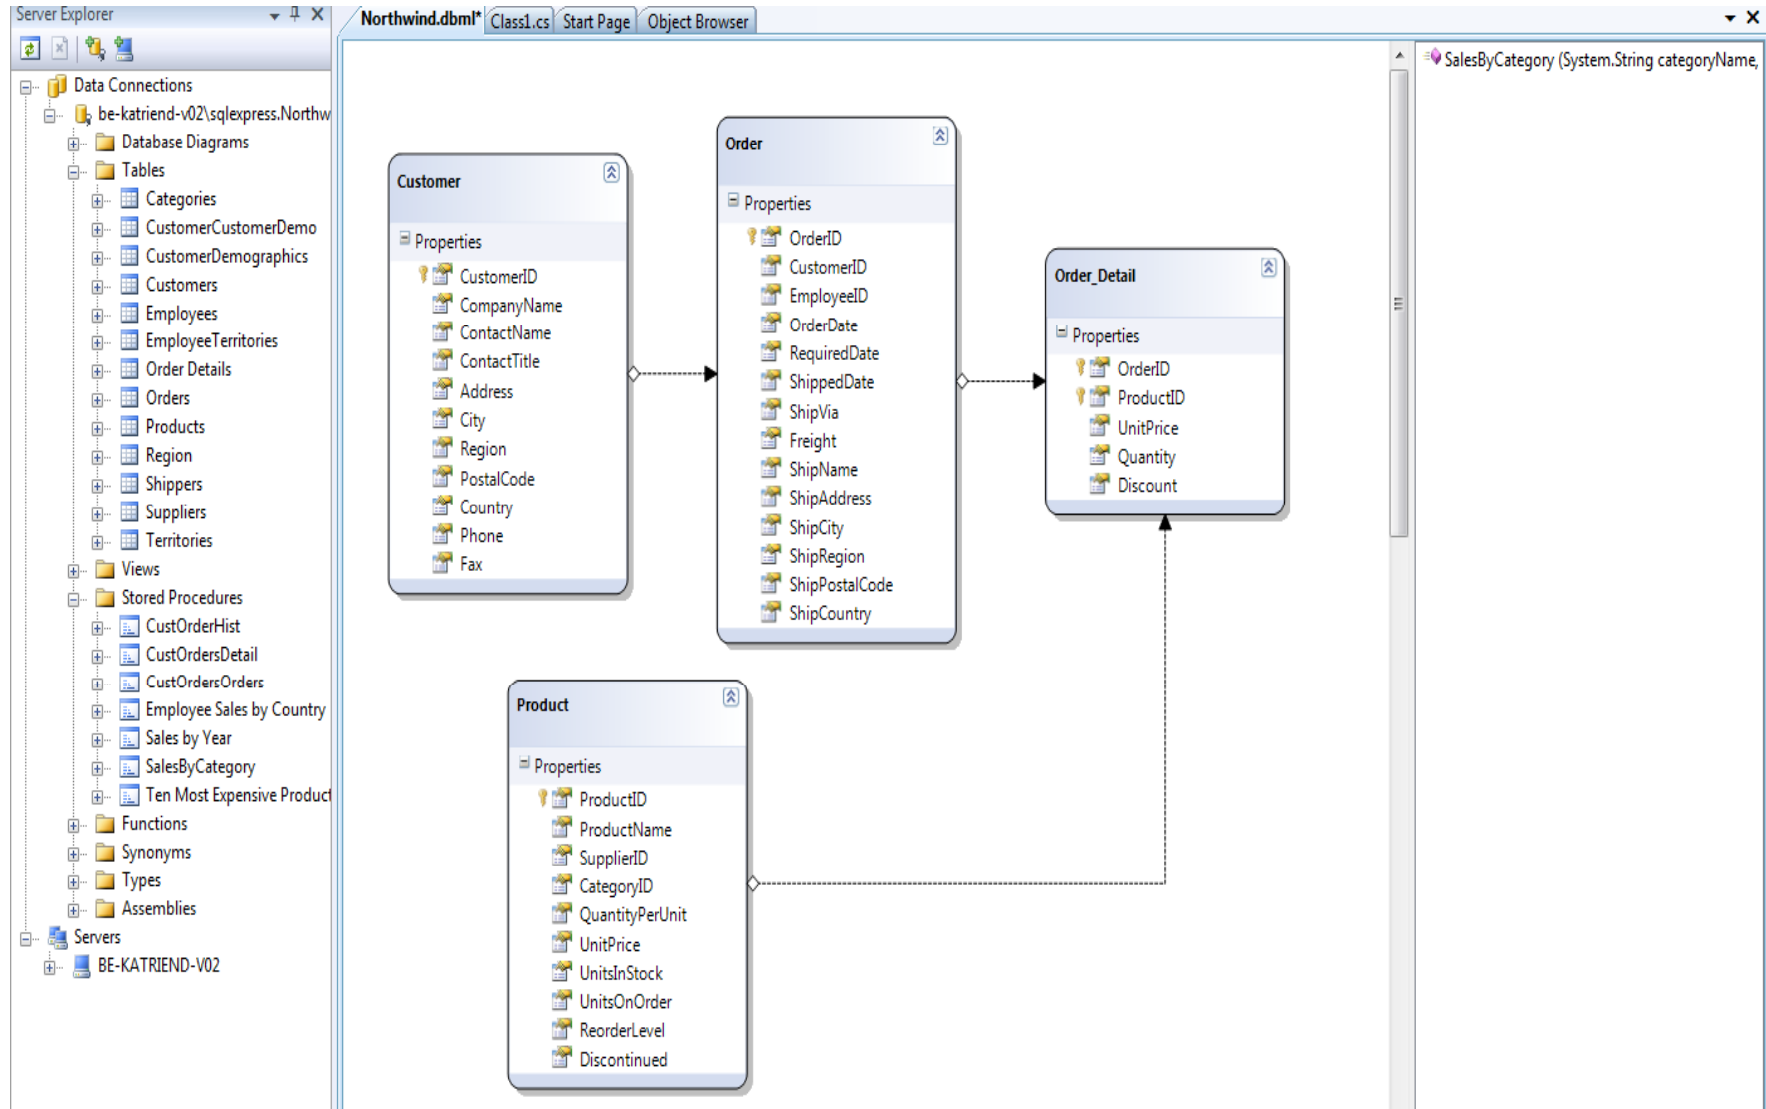 Server Explorer
Data Connections
be-katriend-v02\sqlexpress.Northw
Database Diagrams
Tables
Categories
CustomerCustomerDemo
CustomerDemographics
Customers
Employees
EmployeeTerritories
Order Details
Orders
Products
Region
Shippers
Suppliers
Territories
Views
Stored Procedures
CustOrderHist
CustOrdersDetail
CustOrdersOrders
Employee Sales by Country
Sales by Year
SalesByCategory
Ten Most Expensive Product
Functions
Synonyms
Types
Assemblies
Servers
BE-KATRIEND-V02
Northwind.dbml* Class1.cs Start Page Object Browser
Customer
Properties
CustomerID
CompanyName
ContactName
ContactTitle
Address
City
Region
PostalCode
Country
Phone
Fax
Order
Properties
OrderID
CustomerID
EmployeeID
OrderDate
RequiredDate
ShippedDate
ShipVia
Freight
ShipName
ShipAddress
ShipCity
ShipRegion
ShipPostalCode
ShipCountry
Order_Detail
Properties
OrderID
ProductID
UnitPrice
Quantity
Discount
Product
Properties
ProductID
ProductName
SupplierID
CategoryID
QuantityPerUnit
UnitPrice
UnitsInStock
UnitsOnOrder
ReorderLevel
Discontinued
SalesByCategory (System.String categoryName,